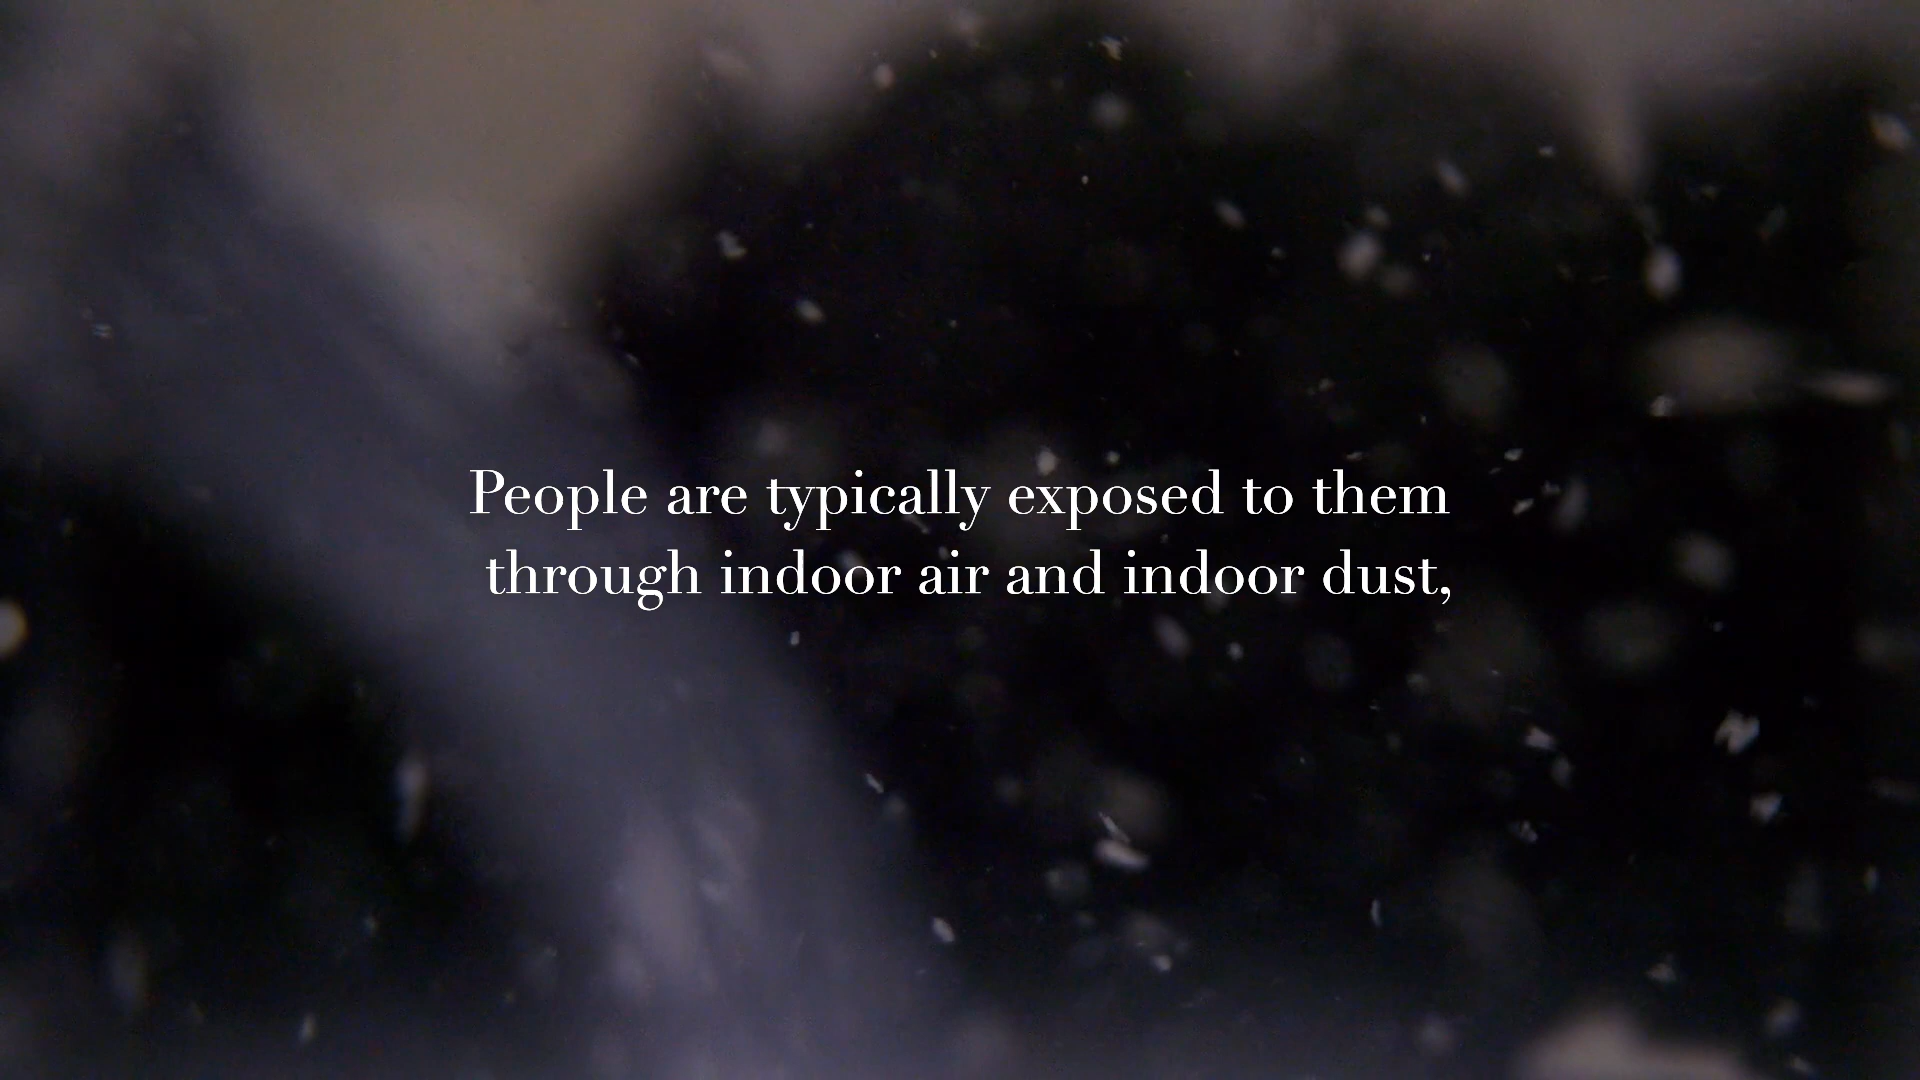 People are typically exposed to them
through indoor air and indoor dust,